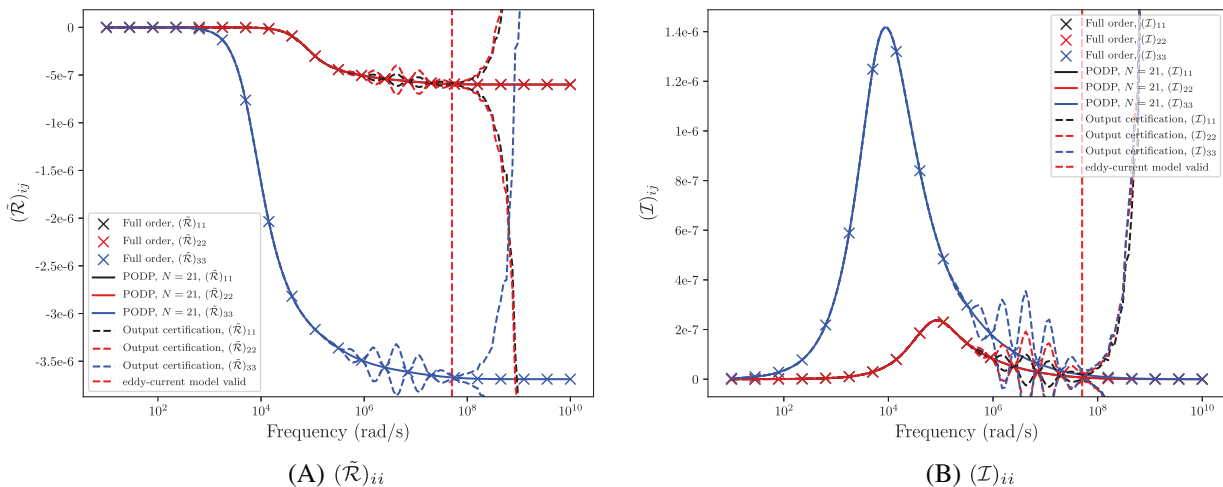 0
-5e-7
-1e-6
-1.5e-6
-2e-6
-2.5e-6
-3e-6
-3.5e-6
(R̃)ij
Full order, (R̃)11
Full order, (R̃)22
Full order, (R̃)33
PODP, N = 21, (R̃)11
PODP, N = 21, (R̃)22
PODP, N = 21, (R̃)33
Output certification, (R̃)11
Output certification, (R̃)22
Output certification, (R̃)33
eddy-current model valid
10² 10⁴ 10⁶ 10⁸ 10¹⁰
Frequency (rad/s)
(A) (R̃)ii
1.4e-6
1.2e-6
1e-6
8e-7
6e-7
4e-7
2e-7
0
(I)ij
Full order, (I)11
Full order, (I)22
Full order, (I)33
PODP, N = 21, (I)11
PODP, N = 21, (I)22
PODP, N = 21, (I)33
Output certification, (I)11
Output certification, (I)22
Output certification, (I)33
eddy-current model valid
10² 10⁴ 10⁶ 10⁸ 10¹⁰
Frequency (rad/s)
(B) (I)ii